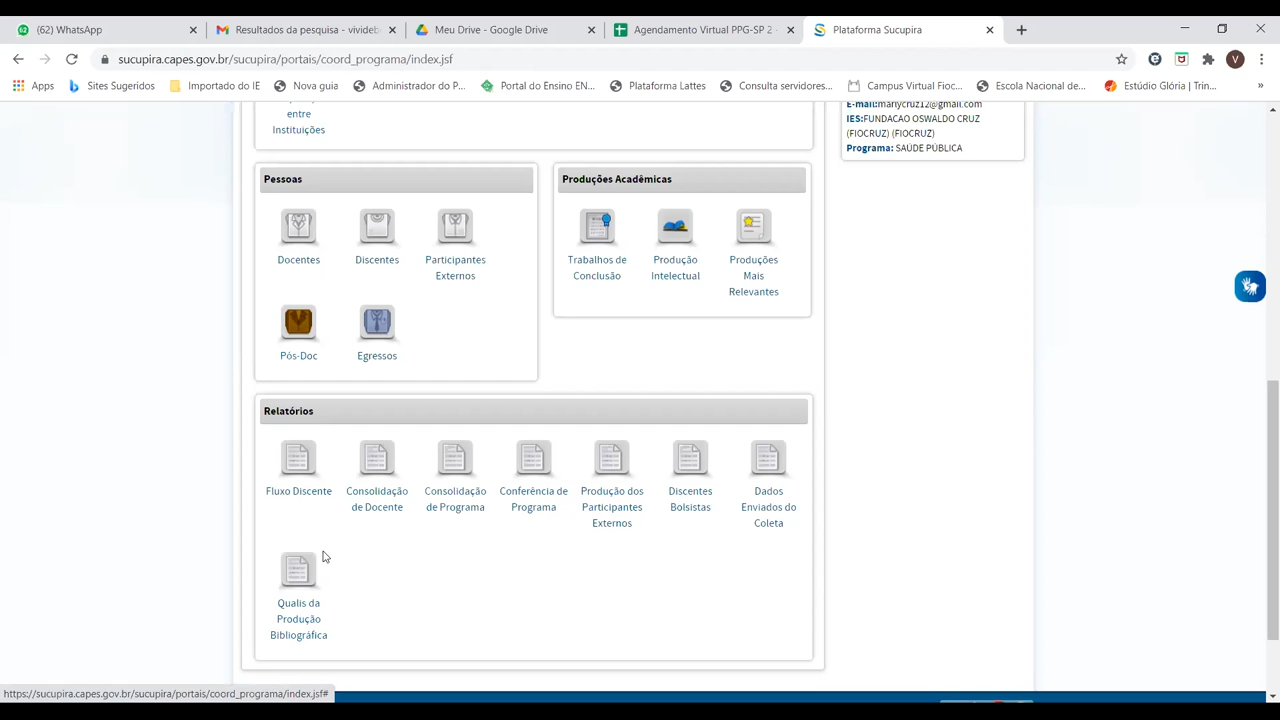 (62) WhatsApp
Resultados da pesquisa - vivideb
Meu Drive - Google Drive
Agendamento Virtual PPG-SP 2
Plataforma Sucupira
sucupira.capes.gov.br/sucupira/portais/coord_programa/index.jsf
V
Apps
Sites Sugeridos
Importado do IE
Nova guia
Administrador do P...
Portal do Ensino EN...
Plataforma Lattes
Consulta servidores...
Campus Virtual Fioc...
Escola Nacional de...
Estúdio Glória | Trin...
»
entre
Instituições
E-mail:marlycruz12@gmail.com
IES:FUNDACAO OSWALDO CRUZ
(FIOCRUZ) (FIOCRUZ)
Programa: SAÚDE PÚBLICA
Pessoas
Docentes
Discentes
Participantes
Externos
Pós-Doc
Egressos
Produções Acadêmicas
Trabalhos de
Conclusão
Produção
Intelectual
Produções
Mais
Relevantes
Relatórios
Fluxo Discente
Consolidação
de Docente
Consolidação
de Programa
Conferência de
Programa
Produção dos
Participantes
Externos
Discentes
Bolsistas
Dados
Enviados do
Coleta
Qualis da
Produção
Bibliográfica
https://sucupira.capes.gov.br/sucupira/portais/coord_programa/index.jsf#